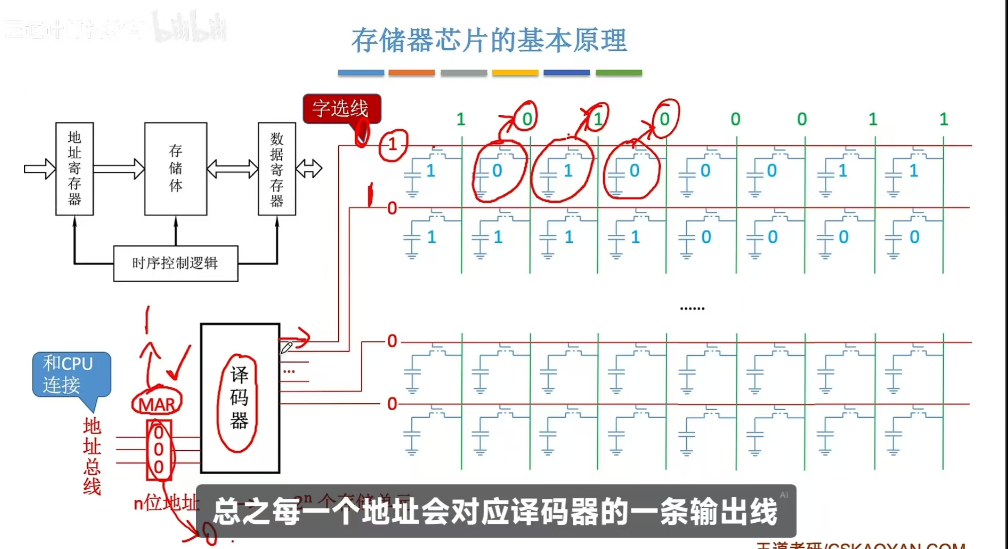 bilibili
存储器芯片的基本原理
字选线
地址寄存器
存储体
数据寄存器
时序控制逻辑
1 0 1 0 0 0 1 1
1
1 0 1 0 0 0 1 1
1
0
1 1 1 1 0 0 0 0
......
1
和CPU
连接
MAR
译码器
...
0
0
地址总线
0
0
0
n位地址
0
总之每一个地址会对应译码器的一条输出线
AI
王道考研/CSKAOYAN.COM